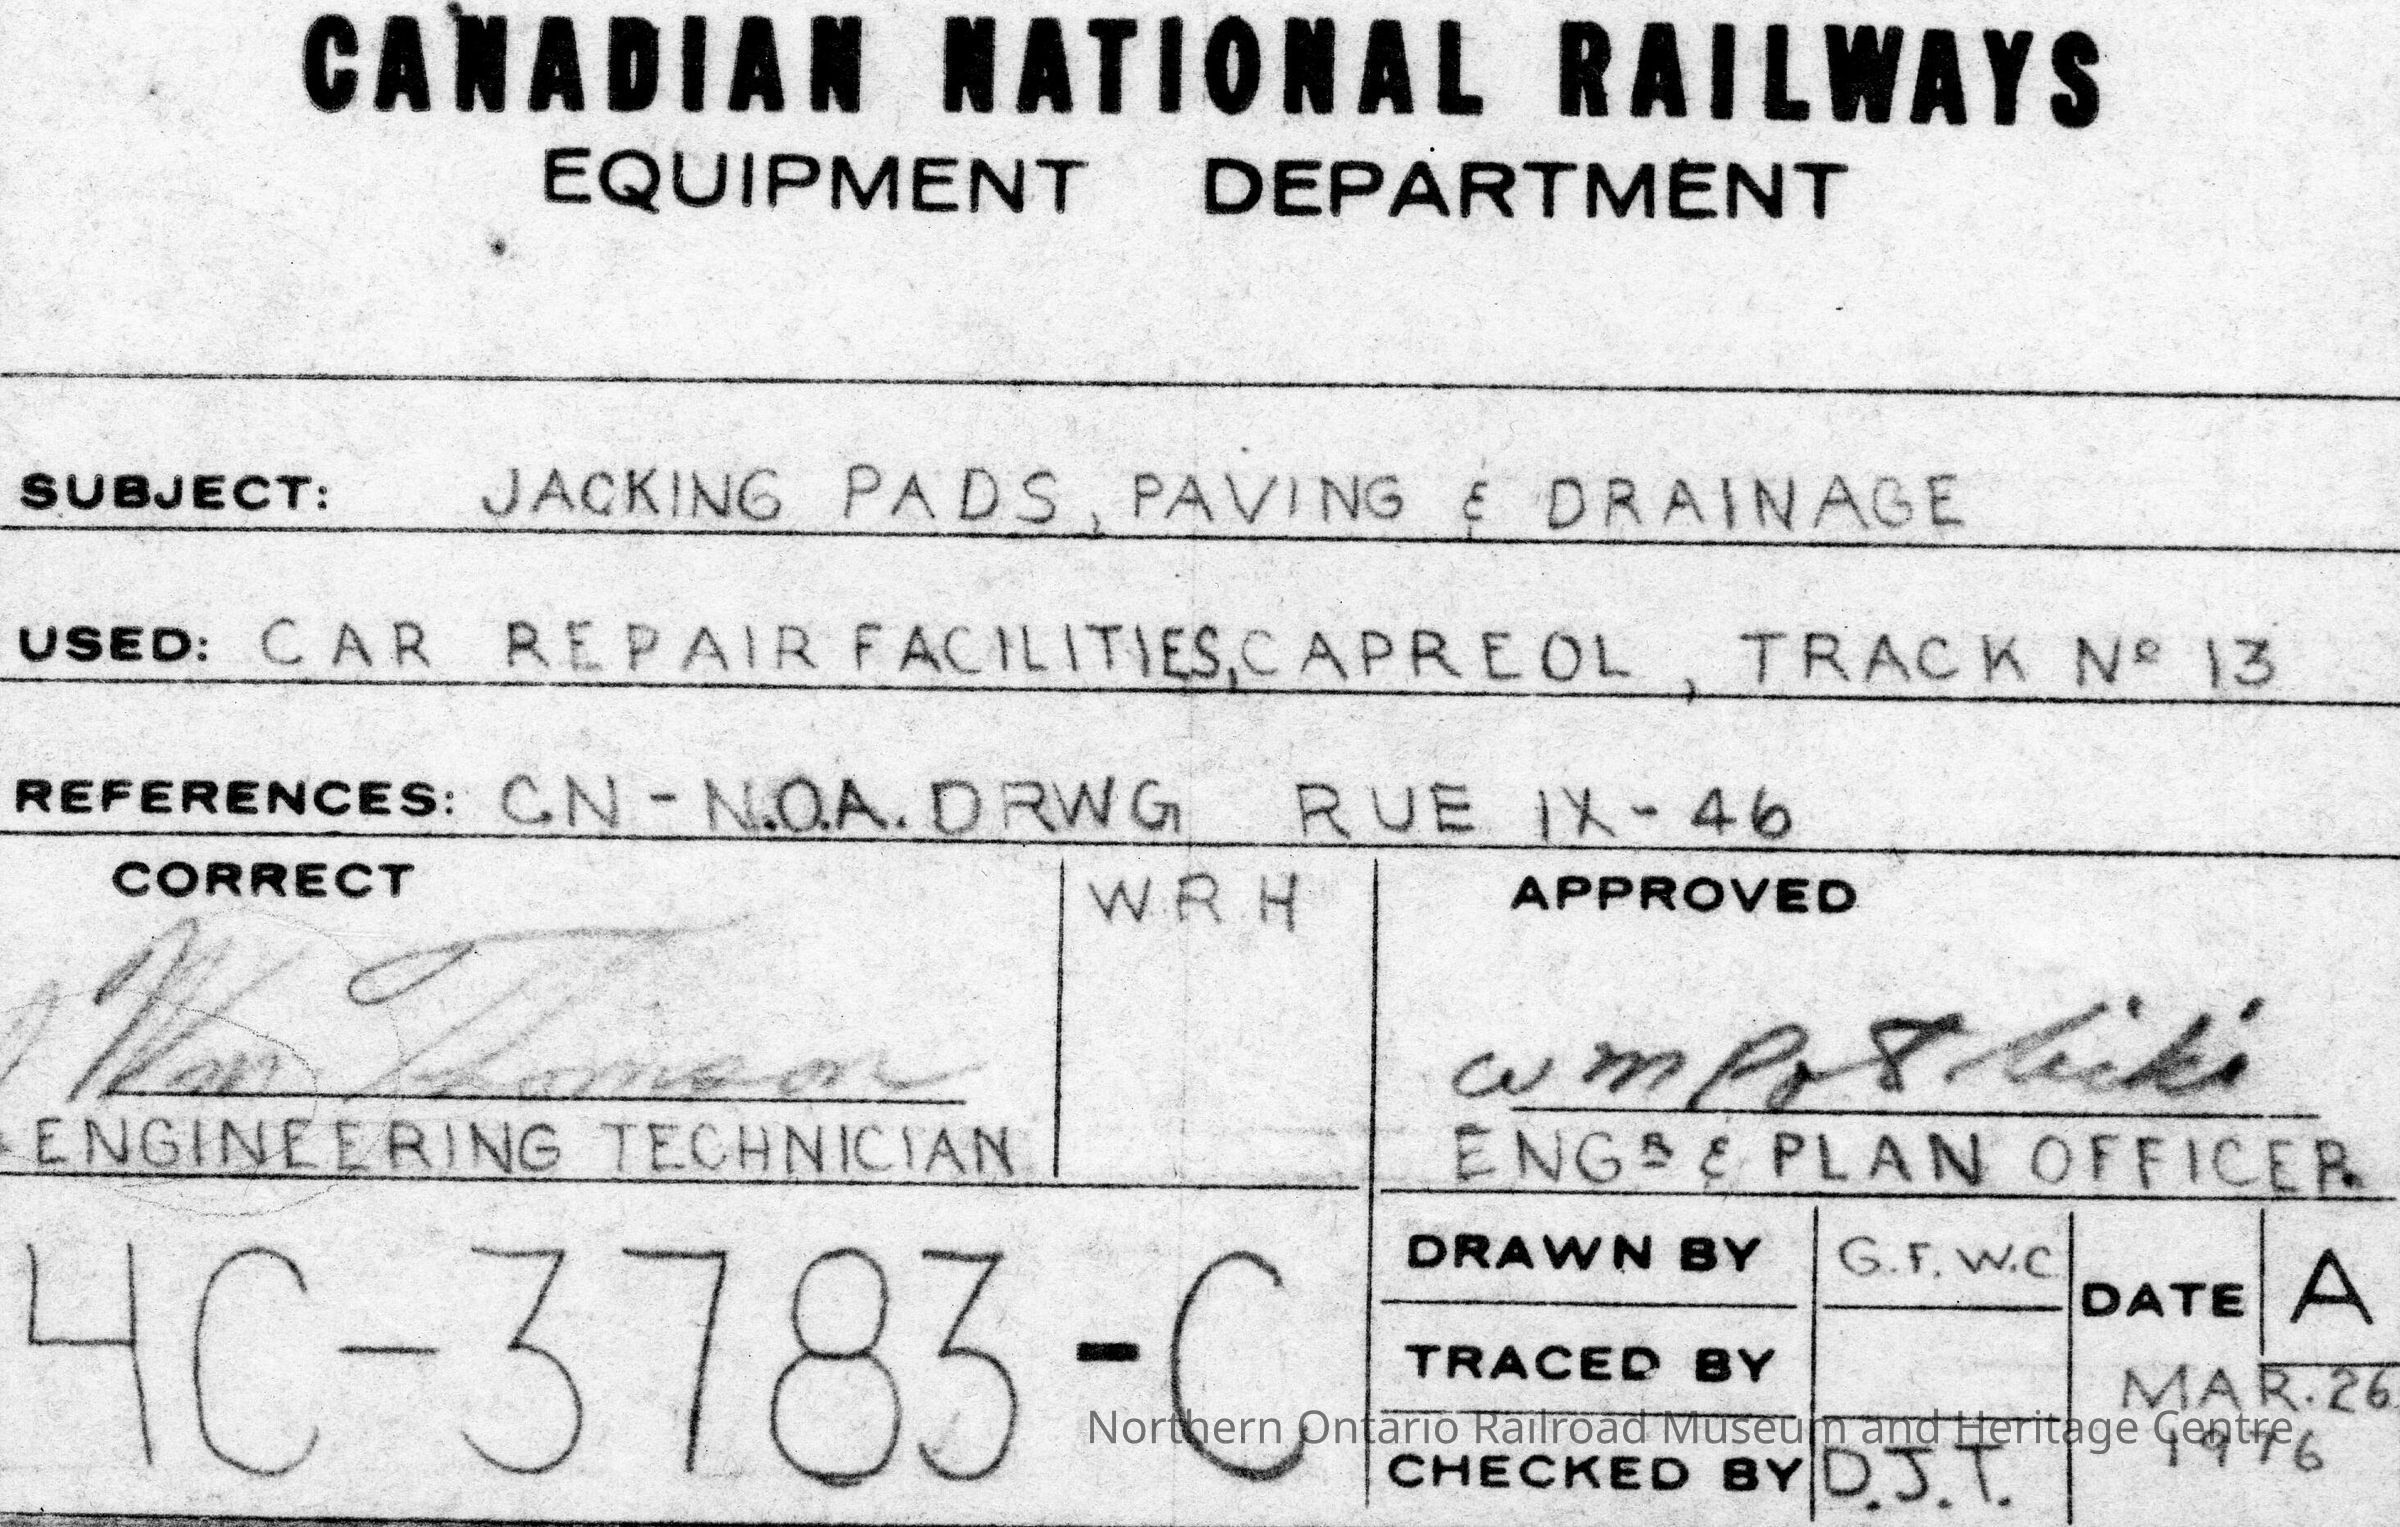 CANADIAN NATIONAL RAILWAYS
EQUIPMENT DEPARTMENT
SUBJECT: JACKING PADS, PAVING & DRAINAGE
USED: CAR REPAIR FACILITIES, CAPREOL, TRACK Nº 13
REFERENCES: CN-N.O.A. DRWG RUE IX-46
CORRECT
WRH
APPROVED
ENGINEERING TECHNICIAN
ENGR & PLAN OFFICER.
4C-3783-C
DRAWN BY G.F.W.C.
TRACED BY
CHECKED BY D.J.T.
DATE
A
MAR. 26.
1976
Northern Ontario Railroad Museum and Heritage Centre